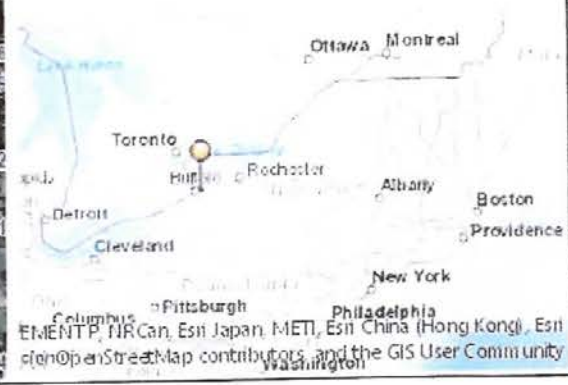 Ottawa Montreal
Toronto
Rochester
Albany
Boston
Detroit
Providence
Cleveland
New York
Pittsburgh
Columbus
Philadelphia
EMENT P, NRCan, Esri Japan, METI, Esri China (Hong Kong), Esri
OpenStreetMap contributors, and the GIS User Community
Washington